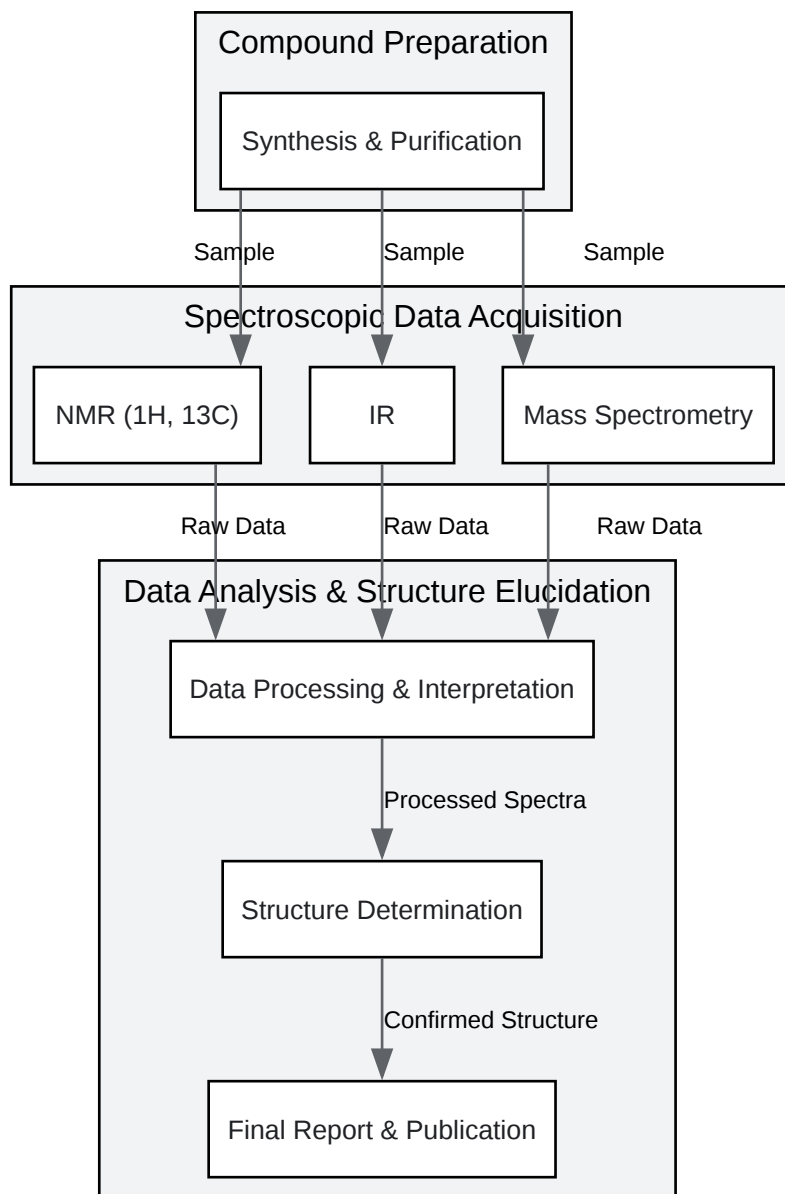 Compound Preparation
Synthesis & Purification
Sample
Sample
Sample
Spectroscopic Data Acquisition
NMR (1H, 13C)
IR
Mass Spectrometry
Raw Data
Raw Data
Raw Data
Data Analysis & Structure Elucidation
Data Processing & Interpretation
Processed Spectra
Structure Determination
Confirmed Structure
Final Report & Publication